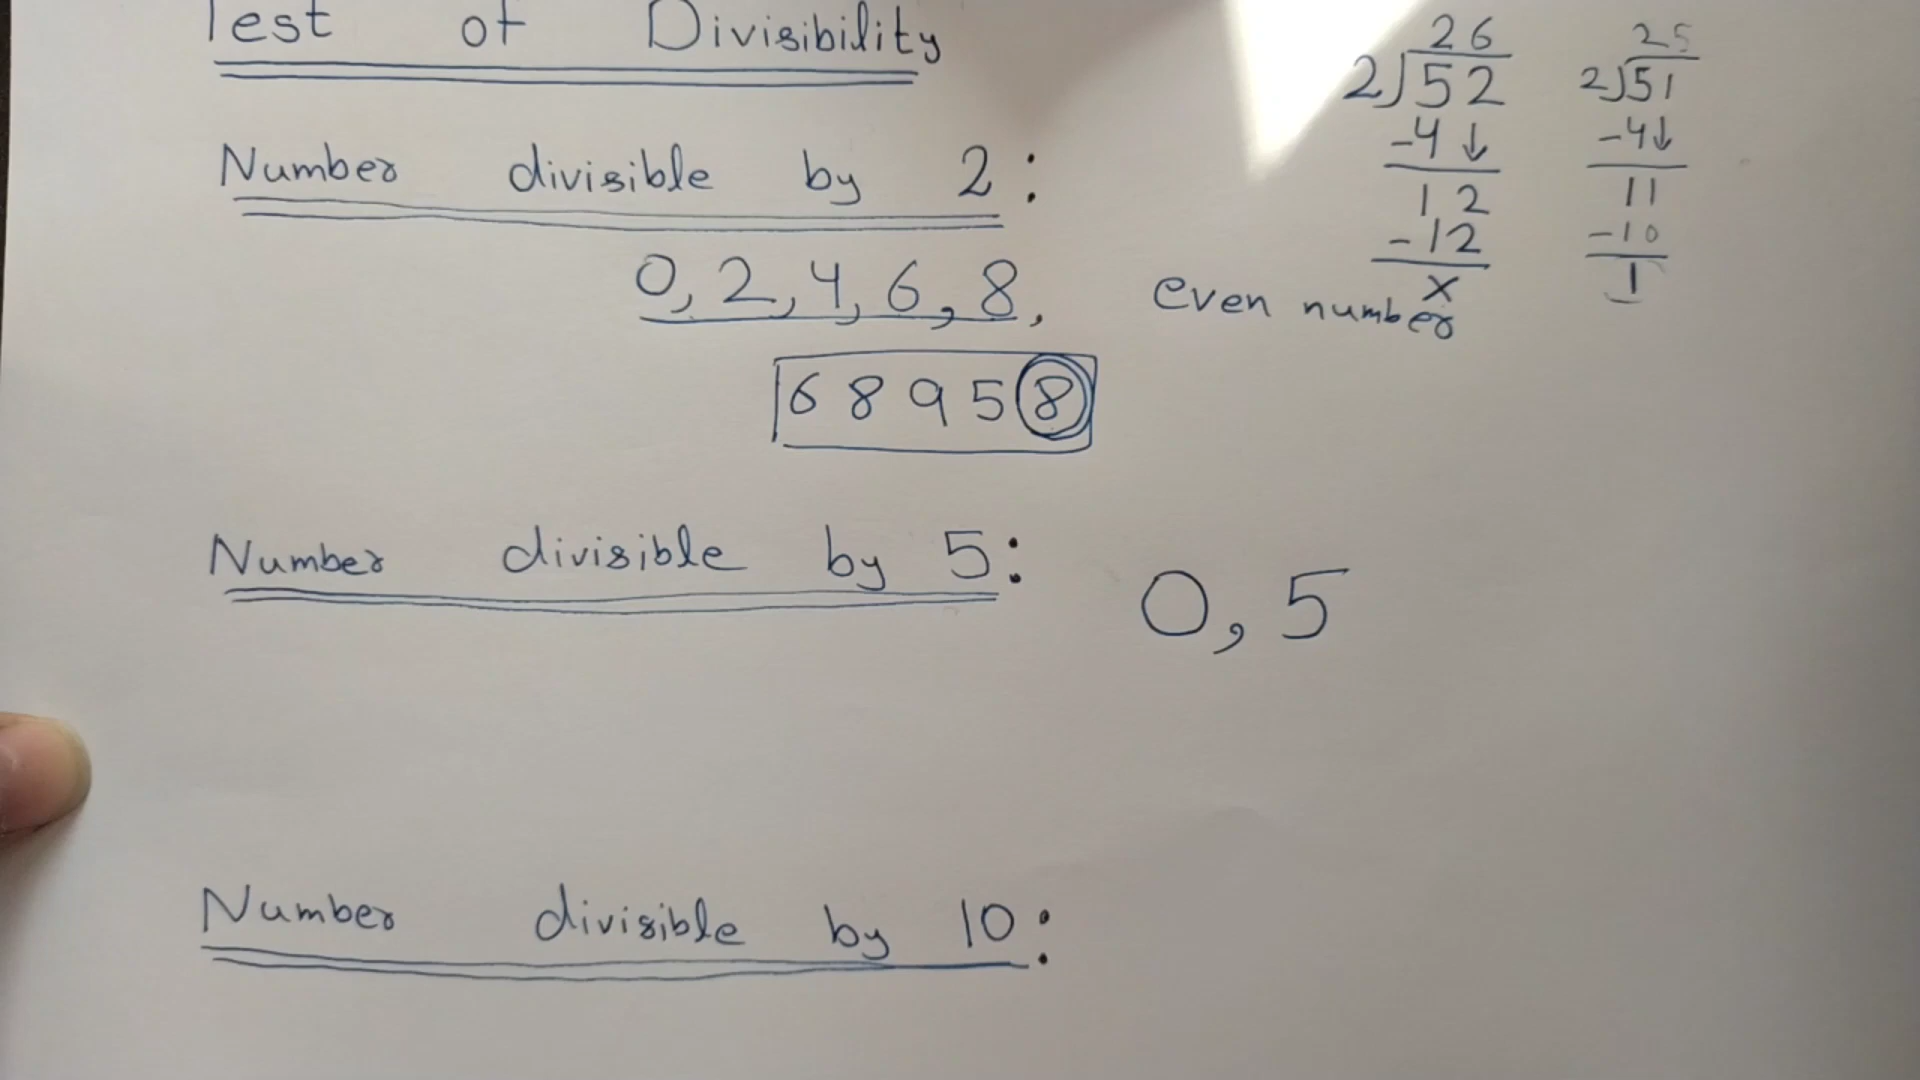 Test of Divisibility
Number divisible by 2:
0, 2, 4, 6, 8, even number
68958
Number divisible by 5: 0, 5
Number divisible by 10:
26
2)52
-4↓
12
-12
x
25
2)51
-4↓
11
-10
1